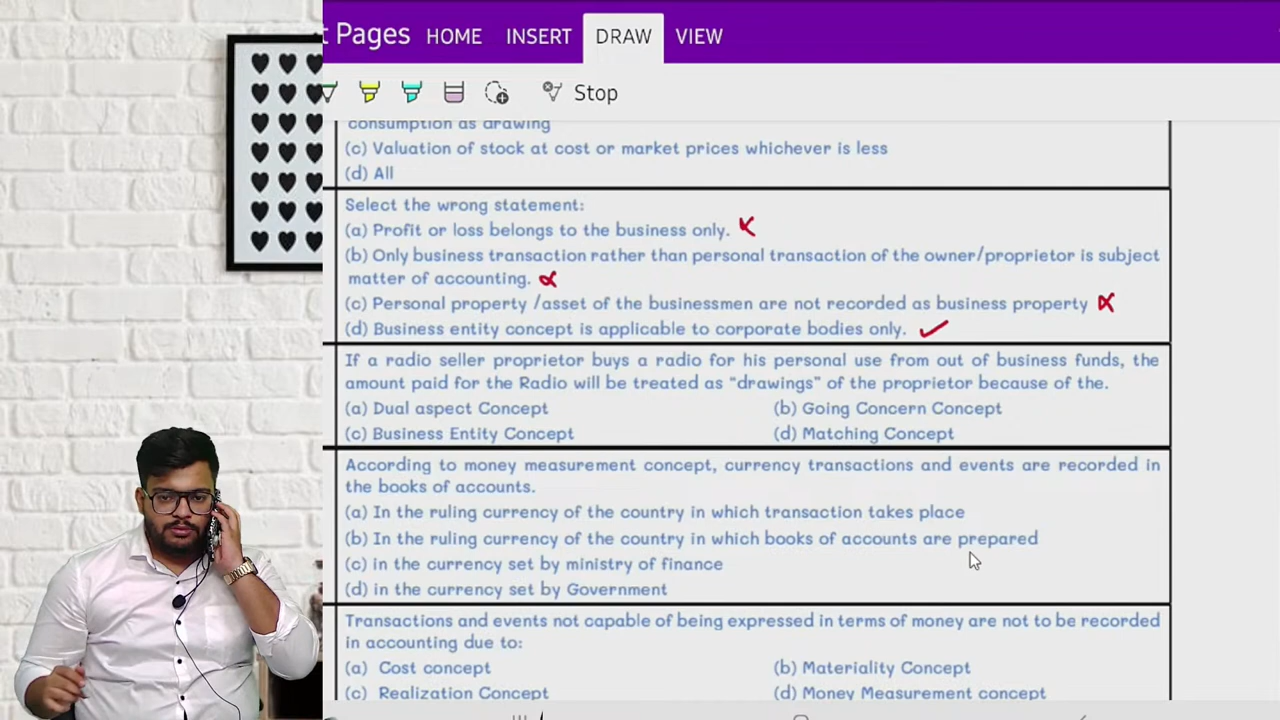 t Pages HOME INSERT DRAW VIEW
Stop
consumption as drawing
(c) Valuation of stock at cost or market prices whichever is less
(d) All
Select the wrong statement:
(a) Profit or loss belongs to the business only.
(b) Only business transaction rather than personal transaction of the owner/proprietor is subject
matter of accounting.
(c) Personal property /asset of the businessmen are not recorded as business property
(d) Business entity concept is applicable to corporate bodies only.
If a radio seller proprietor buys a radio for his personal use from out of business funds, the
amount paid for the Radio will be treated as "drawings" of the proprietor because of the.
(a) Dual aspect Concept (b) Going Concern Concept
(c) Business Entity Concept (d) Matching Concept
According to money measurement concept, currency transactions and events are recorded in
the books of accounts.
(a) In the ruling currency of the country in which transaction takes place
(b) In the ruling currency of the country in which books of accounts are prepared
(c) in the currency set by ministry of finance
(d) in the currency set by Government
Transactions and events not capable of being expressed in terms of money are not to be recorded
in accounting due to:
(a) Cost concept (b) Materiality Concept
(c) Realization Concept (d) Money Measurement concept